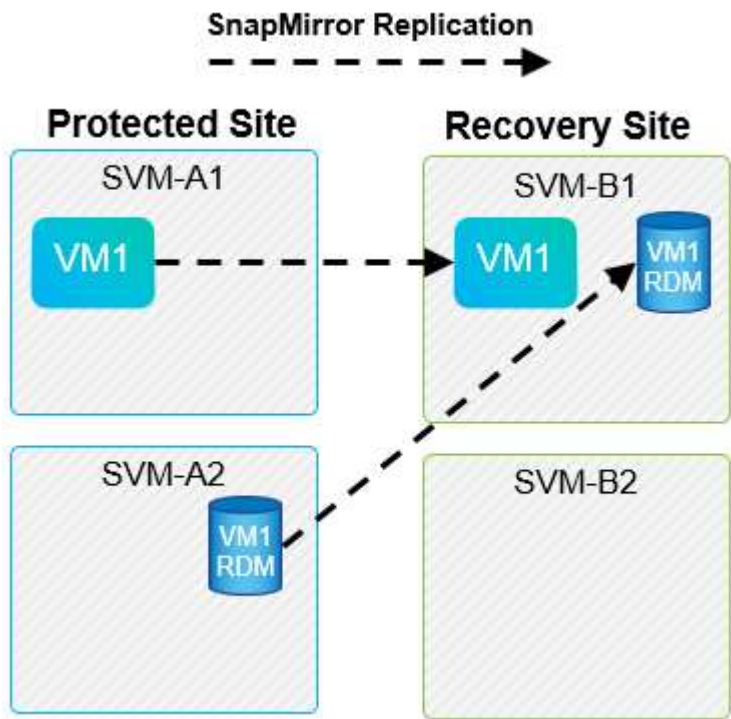 SnapMirror Replication
Protected Site
Recovery Site
SVM-A1
SVM-B1
VM1
VM1
VM1
RDM
SVM-A2
SVM-B2
VM1
RDM